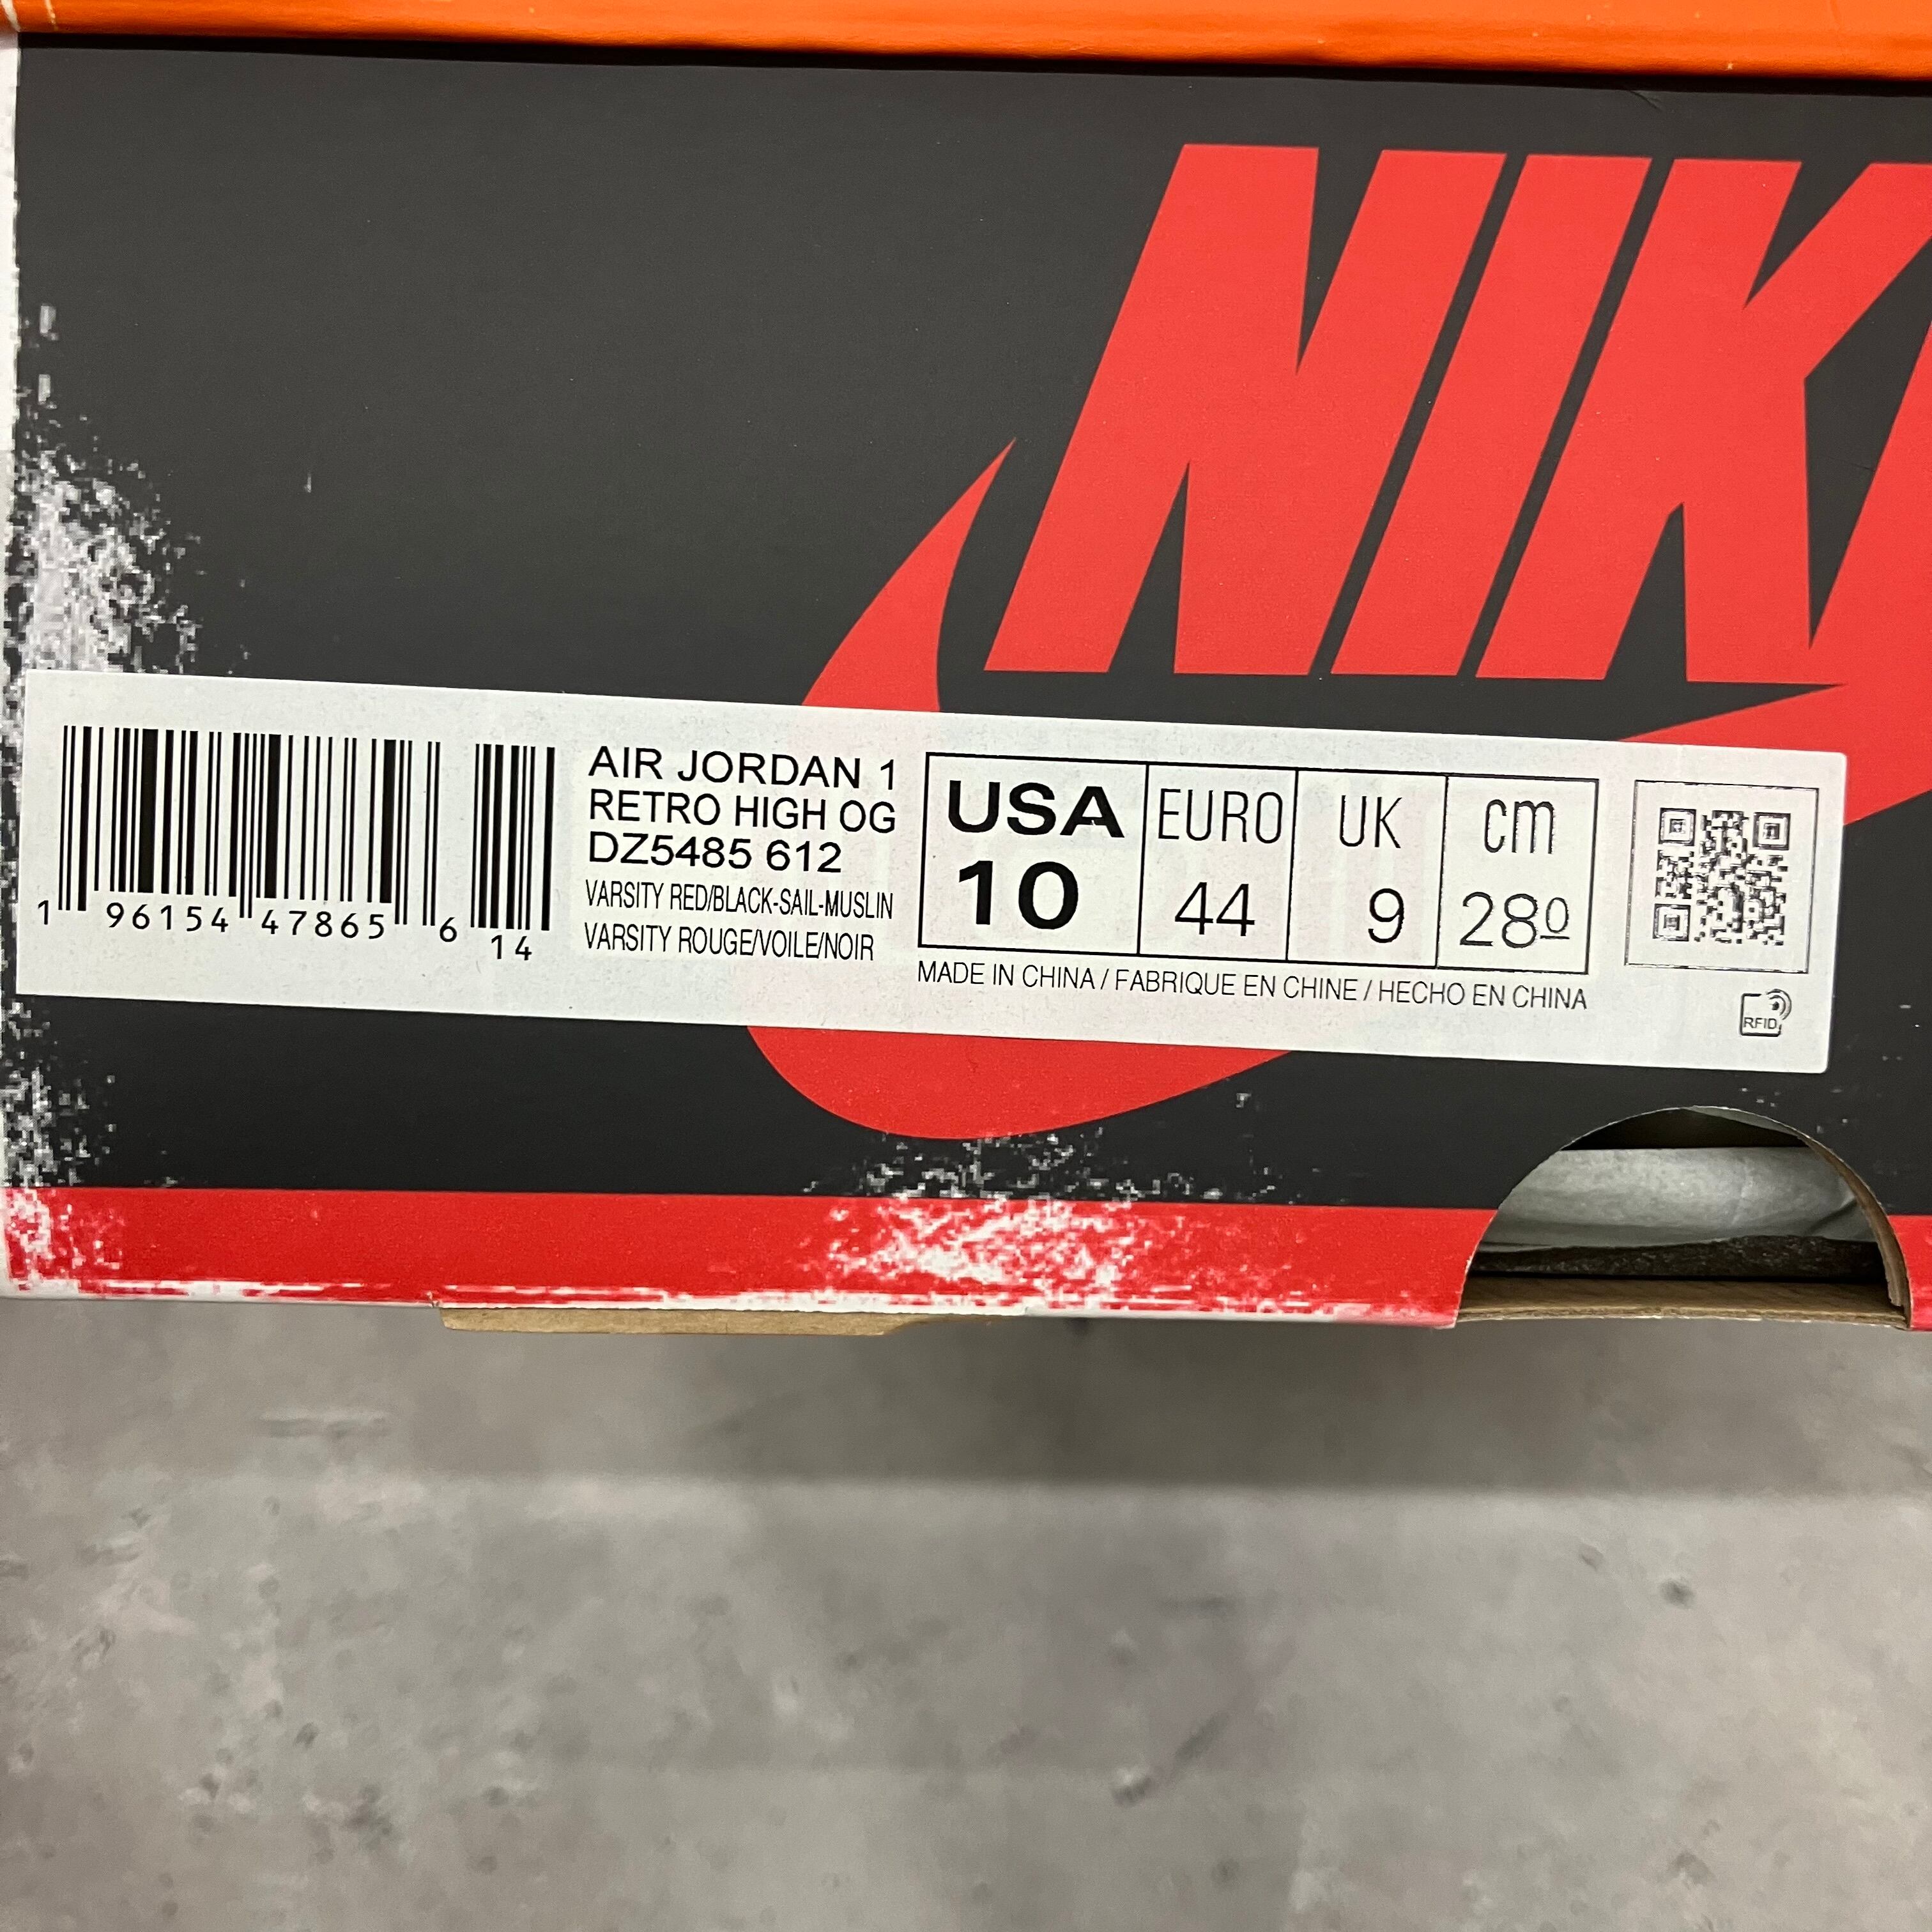 NIK
AIR JORDAN 1
RETRO HIGH OG
DZ5485 612
VARSITY RED/BLACK-SAIL-MUSLIN
VARSITY ROUGE/VOILE/NOIR
1 96154 47865 6 14
USA EURO UK cm
10 44 9 280
MADE IN CHINA / FABRIQUE EN CHINE / HECHO EN CHINA
RFID